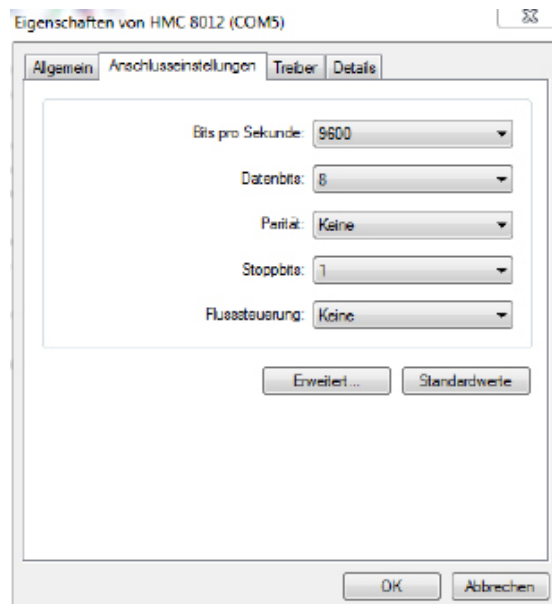 Eigenschaften von HMC 8012 (COM5)
Allgemein Anschlusseinstellungen Treiber Details
Bits pro Sekunde: 9600
Datenbits: 8
Parität: Keine
Stoppbits: 1
Flusssteuerung: Keine
Erweitert... Standardwerte
OK Abbrechen